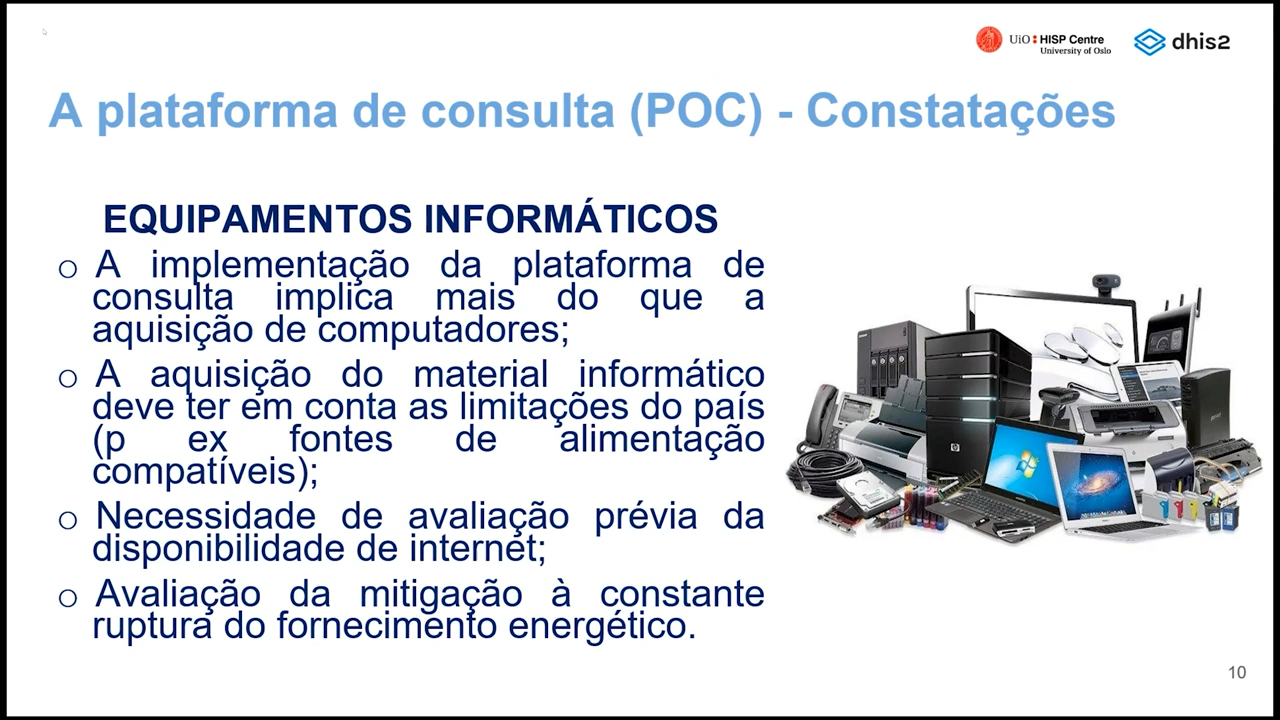 UiO HISP Centre
University of Oslo
dhis2
A plataforma de consulta (POC) - Constatações
EQUIPAMENTOS INFORMÁTICOS
o A implementação da plataforma de
consulta implica mais do que a
aquisição de computadores;
o A aquisição do material informático
deve ter em conta as limitações do país
(p ex fontes de alimentação
compatíveis);
o Necessidade de avaliação prévia da
disponibilidade de internet;
o Avaliação da mitigação à constante
ruptura do fornecimento energético.
10